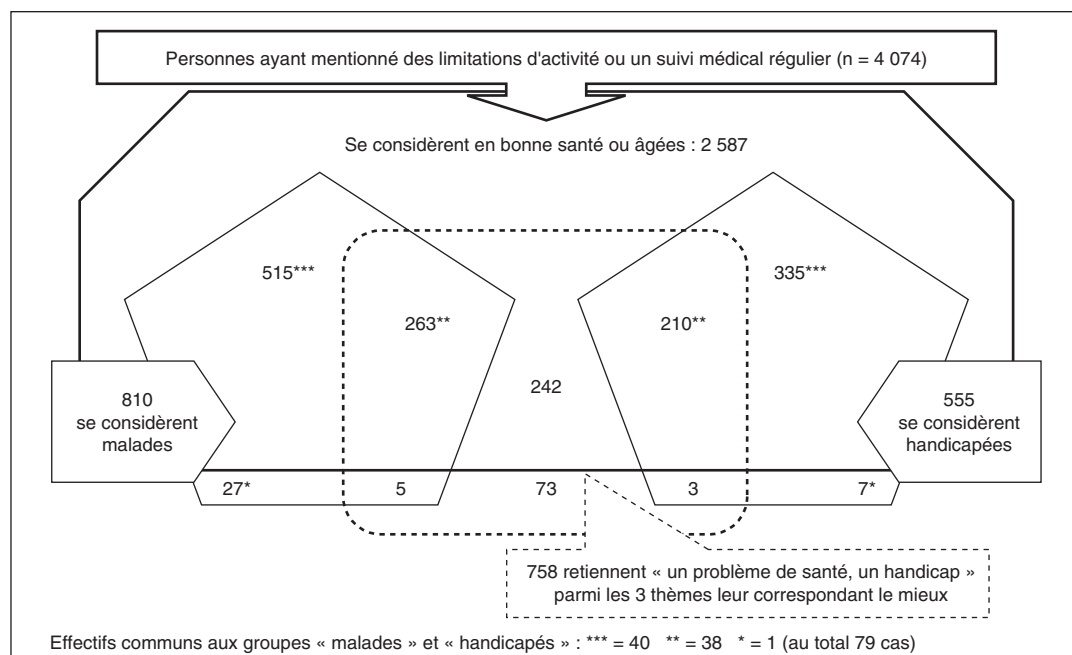 Personnes ayant mentionné des limitations d'activité ou un suivi médical régulier (n = 4 074)
Se considèrent en bonne santé ou âgées : 2 587
515***
335***
263**
210**
242
810
se considèrent
malades
555
se considèrent
handicapées
27*
5
73
3
7*
758 retiennent « un problème de santé, un handicap »
parmi les 3 thèmes leur correspondant le mieux
Effectifs communs aux groupes « malades » et « handicapés » : *** = 40 ** = 38 * = 1 (au total 79 cas)